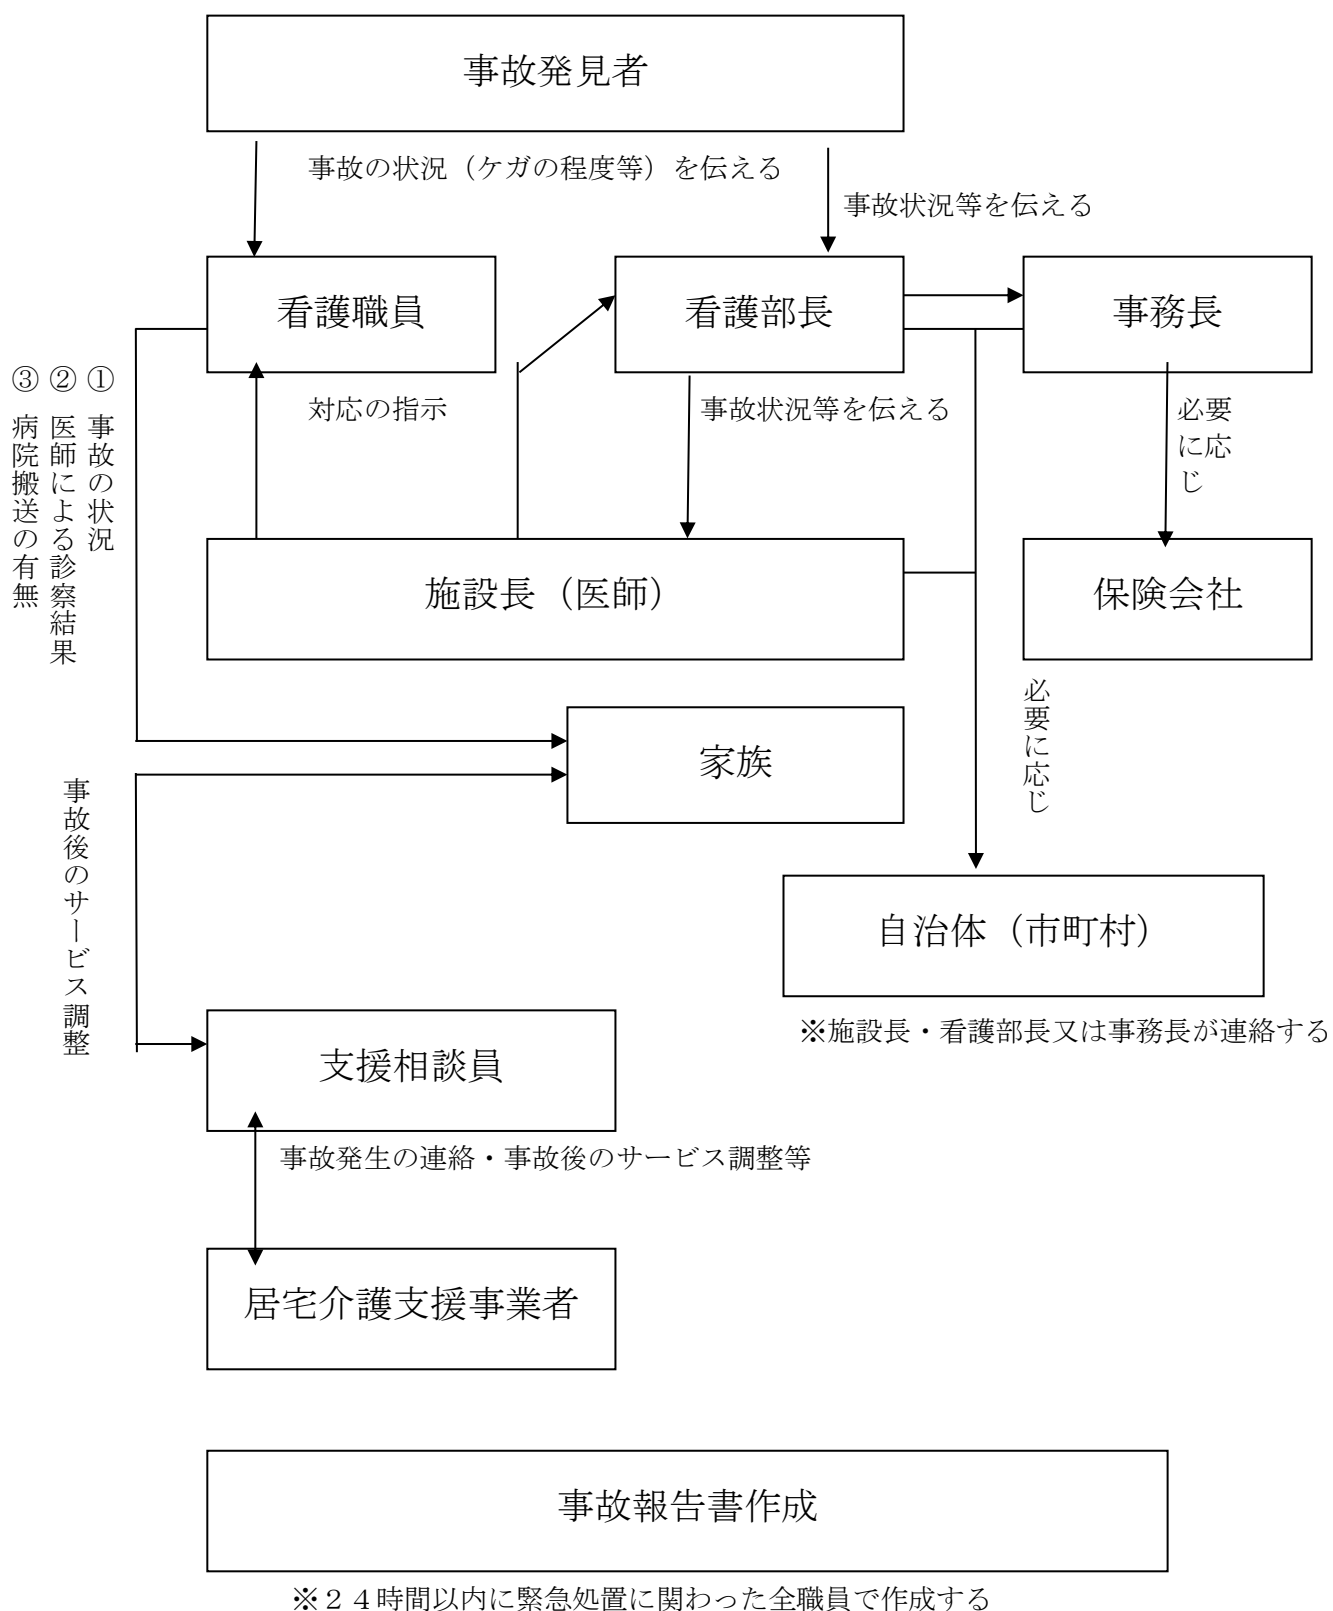 事故発見者
事故の状況（ケガの程度等）を伝える
事故状況等を伝える
看護職員
看護部長
事務長
① 事故の状況
② 医師による診察結果
③ 病院搬送の有無
対応の指示
事故状況等を伝える
必要
に応
じ
施設長（医師）
保険会社
必要に応じ
家族
事故後のサービス調整
自治体（市町村）
※施設長・看護部長又は事務長が連絡する
支援相談員
事故発生の連絡・事故後のサービス調整等
居宅介護支援事業者
事故報告書作成
※２４時間以内に緊急処置に関わった全職員で作成する